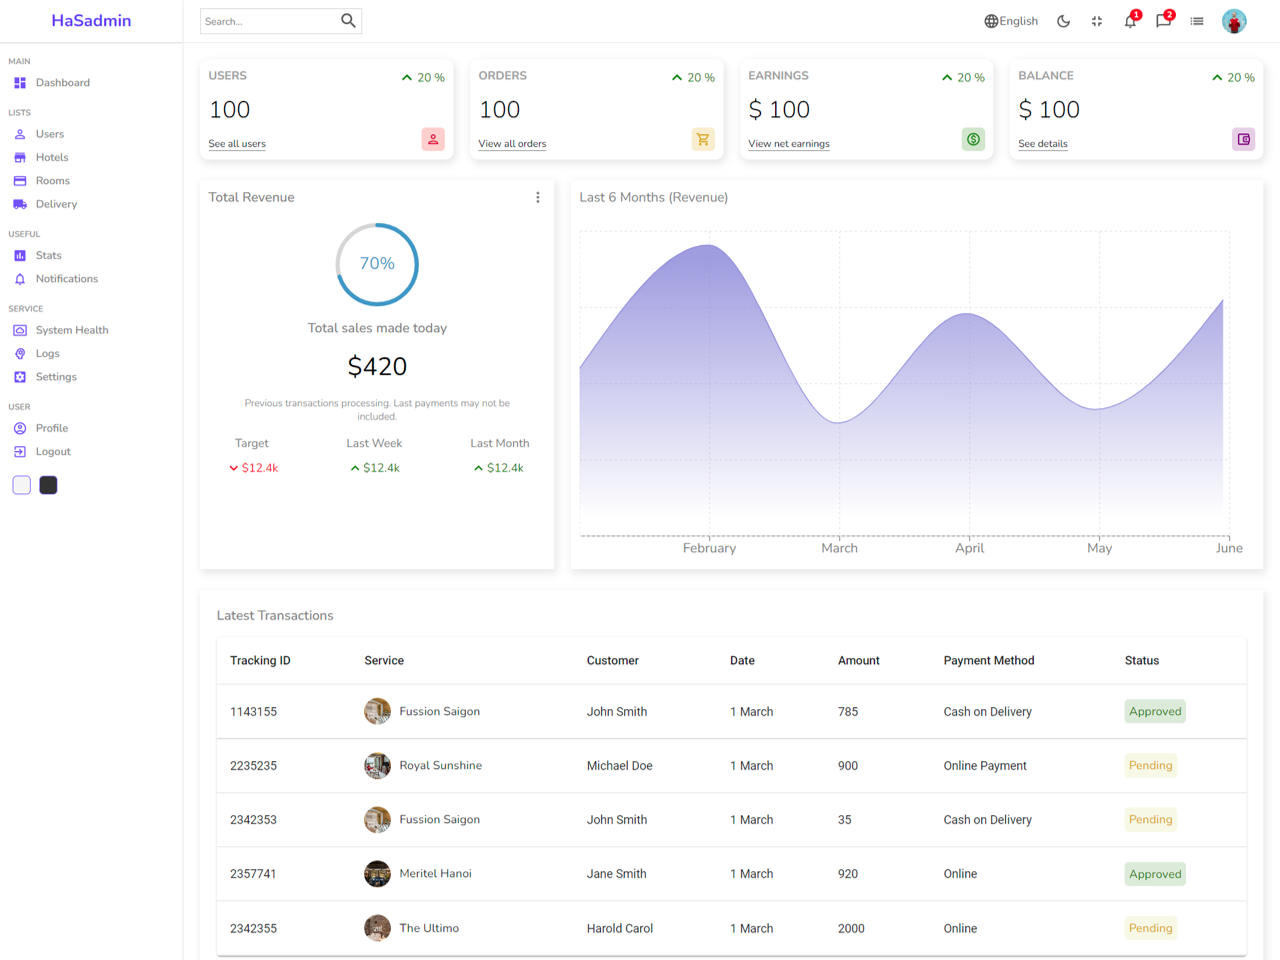 HaSadmin
Search...
English
1
2
MAIN
Dashboard
LISTS
Users
Hotels
Rooms
Delivery
USEFUL
Stats
Notifications
SERVICE
System Health
Logs
Settings
USER
Profile
Logout
USERS
20 %
100
See all users
ORDERS
20 %
100
View all orders
EARNINGS
20 %
$ 100
View net earnings
BALANCE
20 %
$ 100
See details
Total Revenue
70%
Total sales made today
$420
Previous transactions processing. Last payments may not be
included.
Target Last Week Last Month
$12.4k $12.4k $12.4k
Last 6 Months (Revenue)
February March April May June
Latest Transactions
Tracking ID Service Customer Date Amount Payment Method Status
1143155 Fussion Saigon John Smith 1 March 785 Cash on Delivery Approved
2235235 Royal Sunshine Michael Doe 1 March 900 Online Payment Pending
2342353 Fussion Saigon John Smith 1 March 35 Cash on Delivery Pending
2357741 Meritel Hanoi Jane Smith 1 March 920 Online Approved
2342355 The Ultimo Harold Carol 1 March 2000 Online Pending